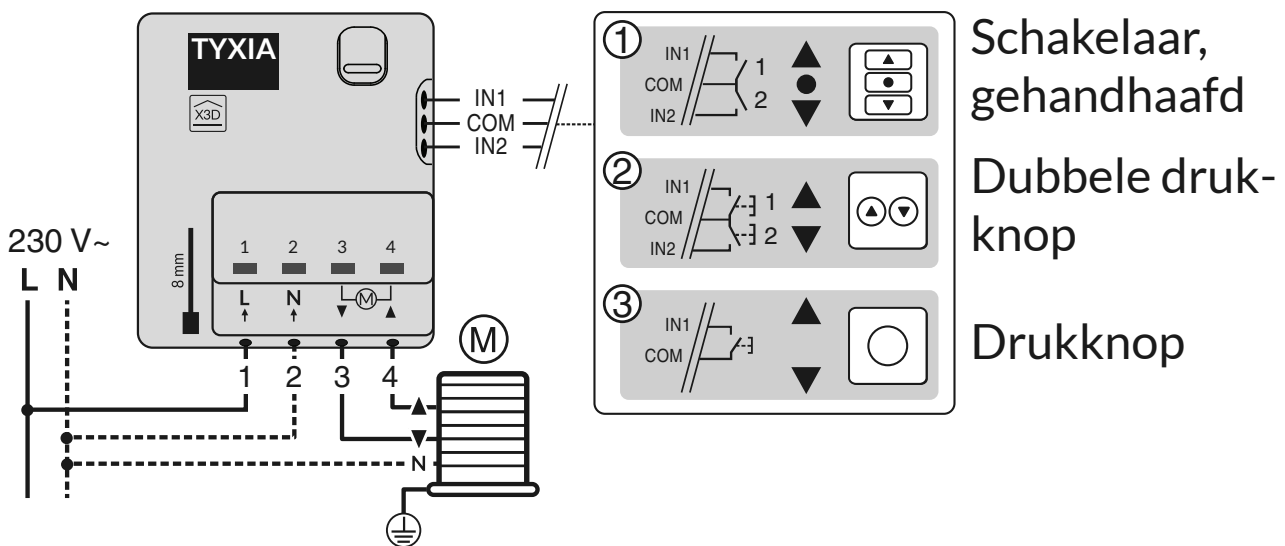 TYXIA
X3D
IN1
COM
IN2
8 mm
1 2 3 4
L N M
230 V~
L N
1 2 3 4
M
N
1
IN1
COM
IN2
1
2
Schakelaar,
gehandhaafd
2
IN1
COM
IN2
1
2
Dubbele druk-
knop
3
IN1
COM
Drukknop